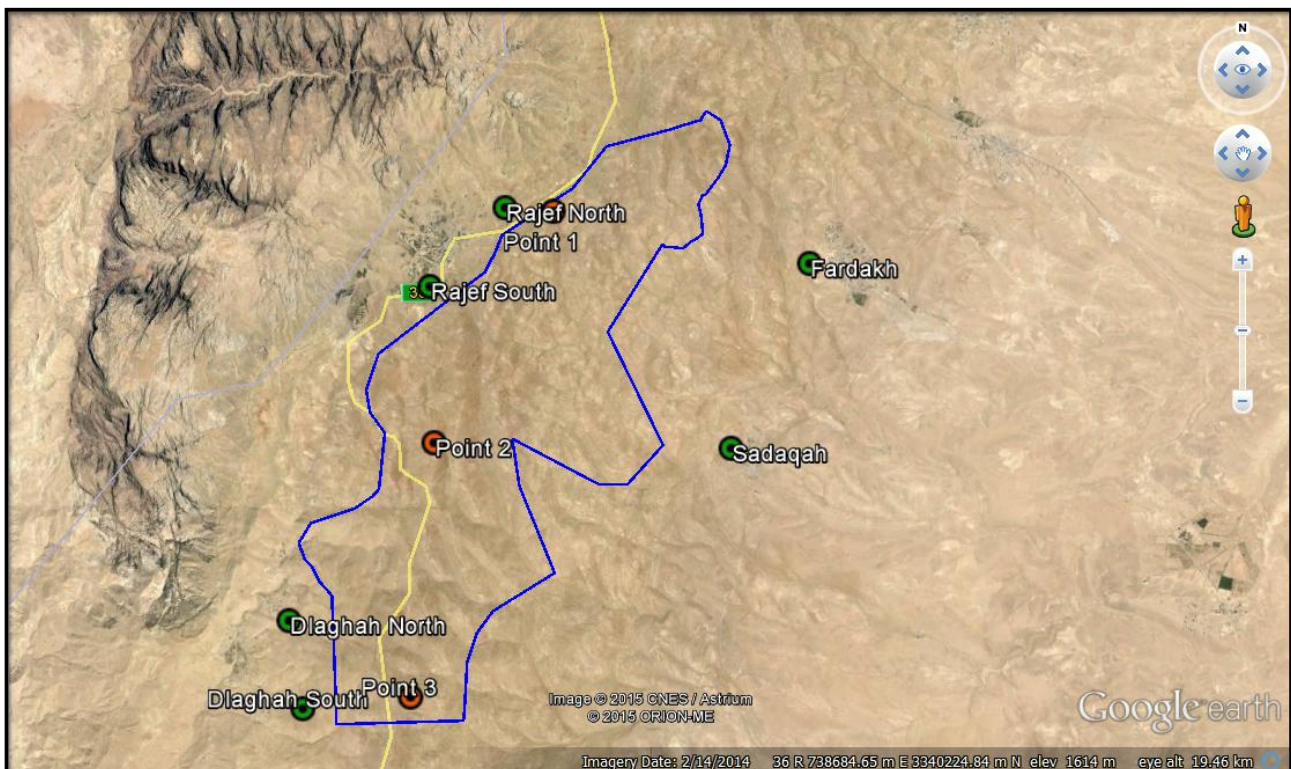 N
Rajef North
Point 1
Fardakh
Rajef South
Point 2
Sadaqah
Dlaghah North
Point 3
Dlaghah South
Image © 2015 CNES / Astrium
© 2015 ORION-ME
Google earth
Imagery Date: 2/14/2014 36 R 738684.65 m E 3340224.84 m N elev 1614 m eye alt 19.46 km